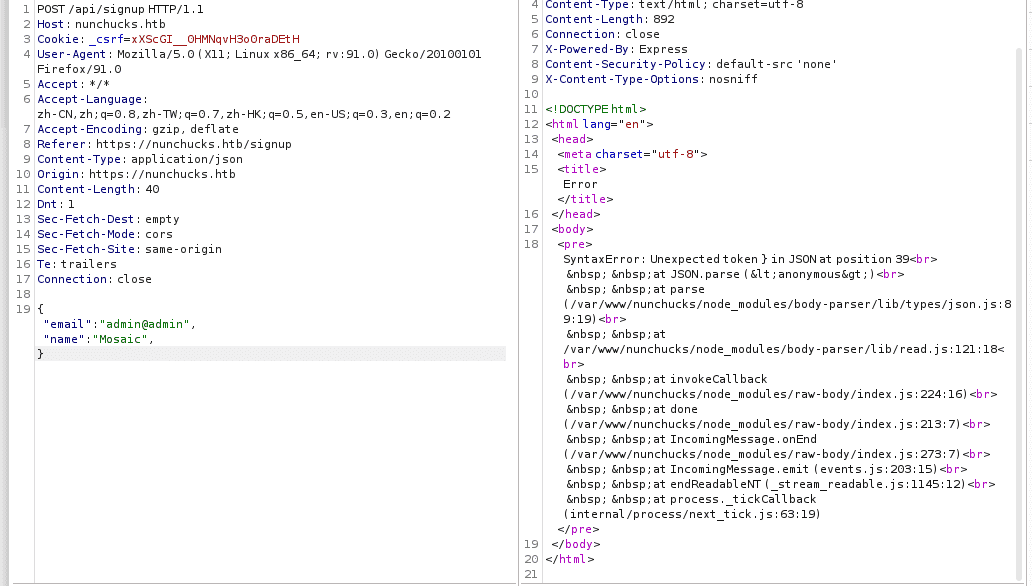 1 POST /api/signup HTTP/1.1
2 Host: nunchucks.htb
3 Cookie: _csrf=xXScGI__OHMNqvH3oOraDEtH
4 User-Agent: Mozilla/5.0 (X11; Linux x86_64; rv:91.0) Gecko/20100101
Firefox/91.0
5 Accept: */*
6 Accept-Language:
zh-CN,zh;q=0.8,zh-TW;q=0.7,zh-HK;q=0.5,en-US;q=0.3,en;q=0.2
7 Accept-Encoding: gzip, deflate
8 Referer: https://nunchucks.htb/signup
9 Content-Type: application/json
10 Origin: https://nunchucks.htb
11 Content-Length: 40
12 Dnt: 1
13 Sec-Fetch-Dest: empty
14 Sec-Fetch-Mode: cors
15 Sec-Fetch-Site: same-origin
16 Te: trailers
17 Connection: close
18
19 {
"email":"admin@admin",
"name":"Mosaic",
}
4 Content-Type: text/html; charset=utf-8
5 Content-Length: 892
6 Connection: close
7 X-Powered-By: Express
8 Content-Security-Policy: default-src 'none'
9 X-Content-Type-Options: nosniff
10
11 <!DOCTYPE html>
12 <html lang="en">
13 <head>
14 <meta charset="utf-8">
15 <title>
Error
</title>
16 </head>
17 <body>
18 <pre>
SyntaxError: Unexpected token } in JSON at position 39<br>
&nbsp; &nbsp;at JSON.parse (&lt;anonymous&gt;)<br>
&nbsp; &nbsp;at parse
(/var/www/nunchucks/node_modules/body-parser/lib/types/json.js:8
9:19)<br>
&nbsp; &nbsp;at
/var/www/nunchucks/node_modules/body-parser/lib/read.js:121:18<
br>
&nbsp; &nbsp;at invokeCallback
(/var/www/nunchucks/node_modules/raw-body/index.js:224:16)<br>
&nbsp; &nbsp;at done
(/var/www/nunchucks/node_modules/raw-body/index.js:213:7)<br>
&nbsp; &nbsp;at IncomingMessage.onEnd
(/var/www/nunchucks/node_modules/raw-body/index.js:273:7)<br>
&nbsp; &nbsp;at IncomingMessage.emit (events.js:203:15)<br>
&nbsp; &nbsp;at endReadableNT (_stream_readable.js:1145:12)<br>
&nbsp; &nbsp;at process._tickCallback
(internal/process/next_tick.js:63:19)
</pre>
19 </body>
20 </html>
21